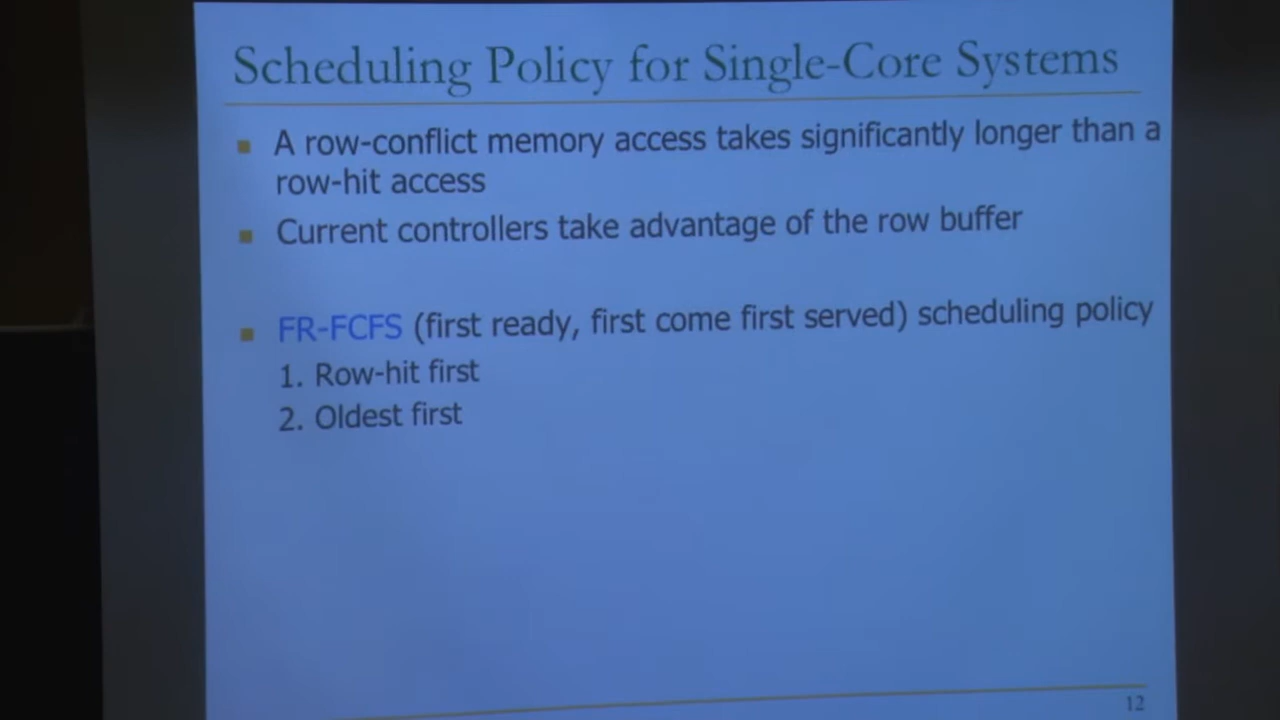 Scheduling Policy for Single-Core Systems
A row-conflict memory access takes significantly longer than a
row-hit access
Current controllers take advantage of the row buffer
FR-FCFS (first ready, first come first served) scheduling policy
1. Row-hit first
2. Oldest first
12